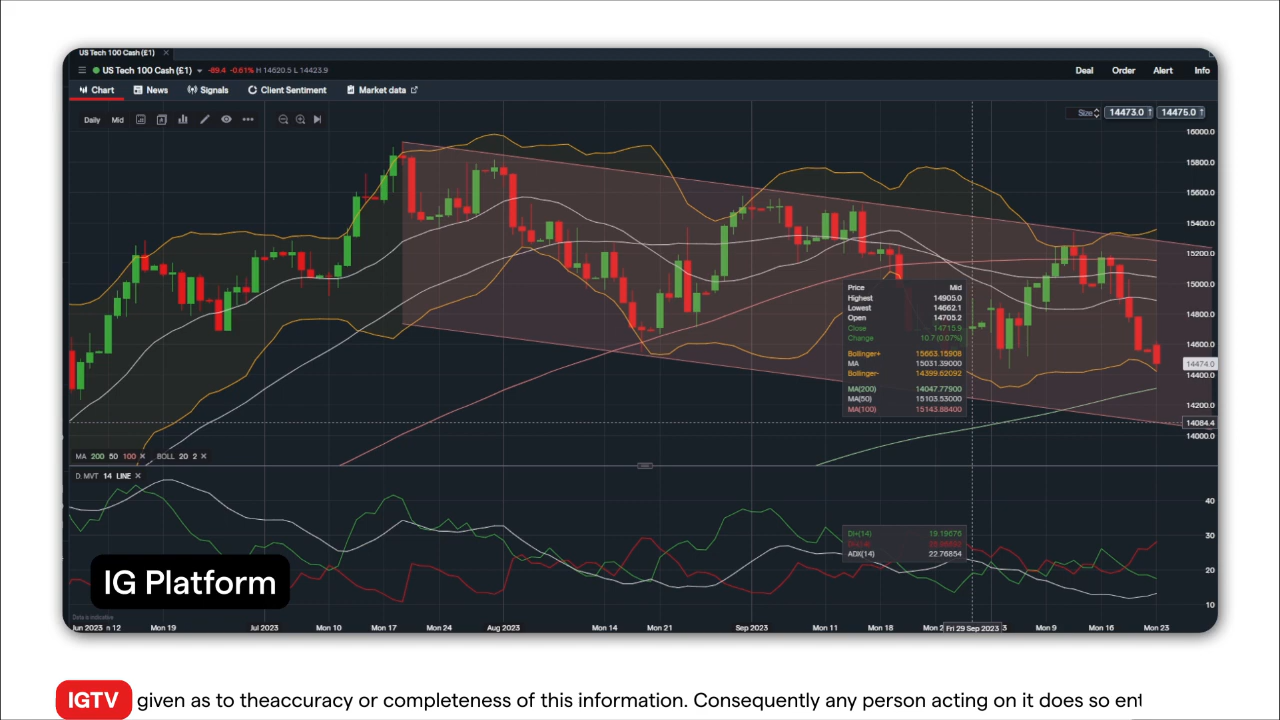 US Tech 100 Cash (£1)
US Tech 100 Cash (£1) -89.4 -0.61% H 14620.5 L 14423.9
Deal Order Alert Info
Chart News Signals Client Sentiment Market data
Daily Mid
Size 14473.0 14475.0
16000.0
15800.0
15600.0
15400.0
15200.0
15000.0
14800.0
14600.0
14474.0
14400.0
14200.0
14084.4
14000.0
Price Mid
Highest 14905.0
Lowest 14662.1
Open 14705.2
Close 14715.9
Change 10.7 (0.07%)
Bollinger+ 15663.15908
MA 15031.39000
Bollinger- 14399.62092
MA(200) 14047.77900
MA(50) 15103.53000
MA(100) 15143.88400
MA 200 50 100 BOLL 20 2
D. MVT 14 LINE
40
30
20
10
DI+(14) 19.19676
ADX(14) 22.76854
IG Platform
Data is indicative
Jun 2023 n 12 Mon 19 Jul 2023 Mon 10 Mon 17 Mon 24 Aug 2023 Mon 14 Mon 21 Sep 2023 Mon 11 Mon 18 Mon 2 Fri 29 Sep 2023 3 Mon 9 Mon 16 Mon 23
IGTV given as to theaccuracy or completeness of this information. Consequently any person acting on it does so ent